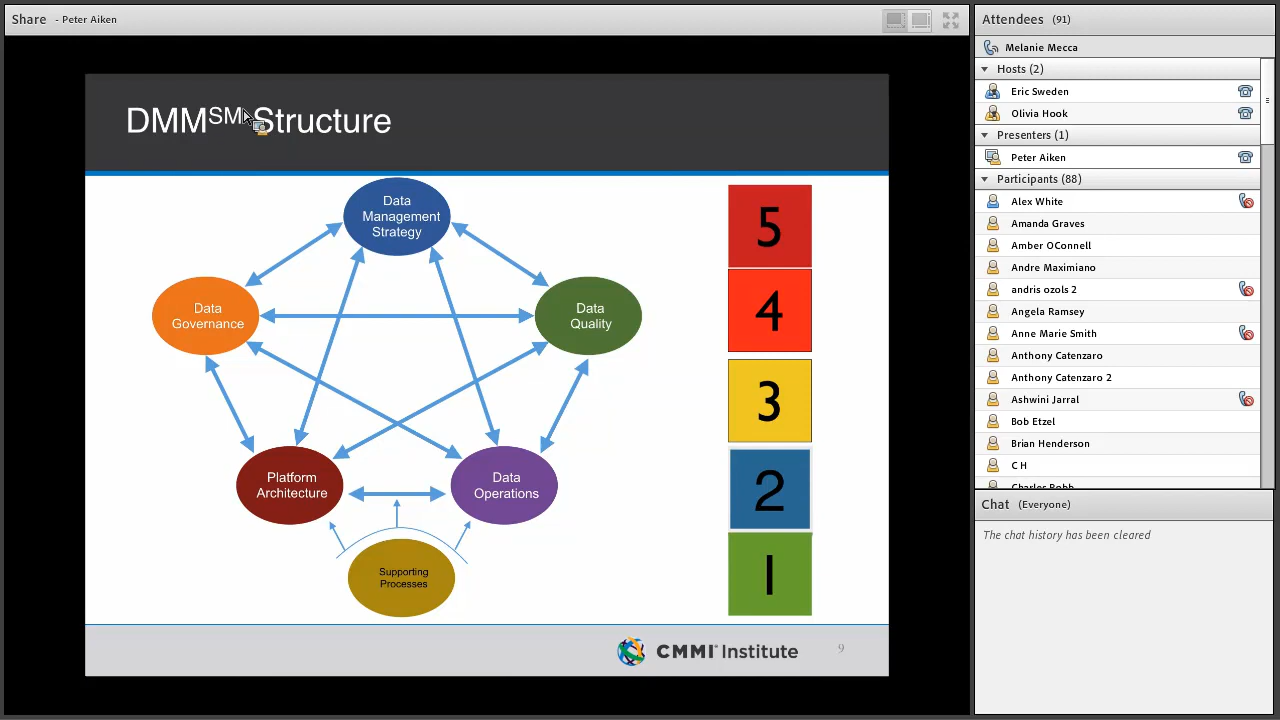 Share - Peter Aiken
DMM℠ Structure
Data
Management
Strategy
Data
Governance
Data
Quality
Platform
Architecture
Data
Operations
Supporting
Processes
5
4
3
2
1
CMMI® Institute
9
Attendees (91)
Melanie Mecca
Hosts (2)
Eric Sweden
Olivia Hook
Presenters (1)
Peter Aiken
Participants (88)
Alex White
Amanda Graves
Amber OConnell
Andre Maximiano
andris ozols 2
Angela Ramsey
Anne Marie Smith
Anthony Catenzaro
Anthony Catenzaro 2
Ashwini Jarral
Bob Etzel
Brian Henderson
C H
Charles Robb
Chat (Everyone)
The chat history has been cleared